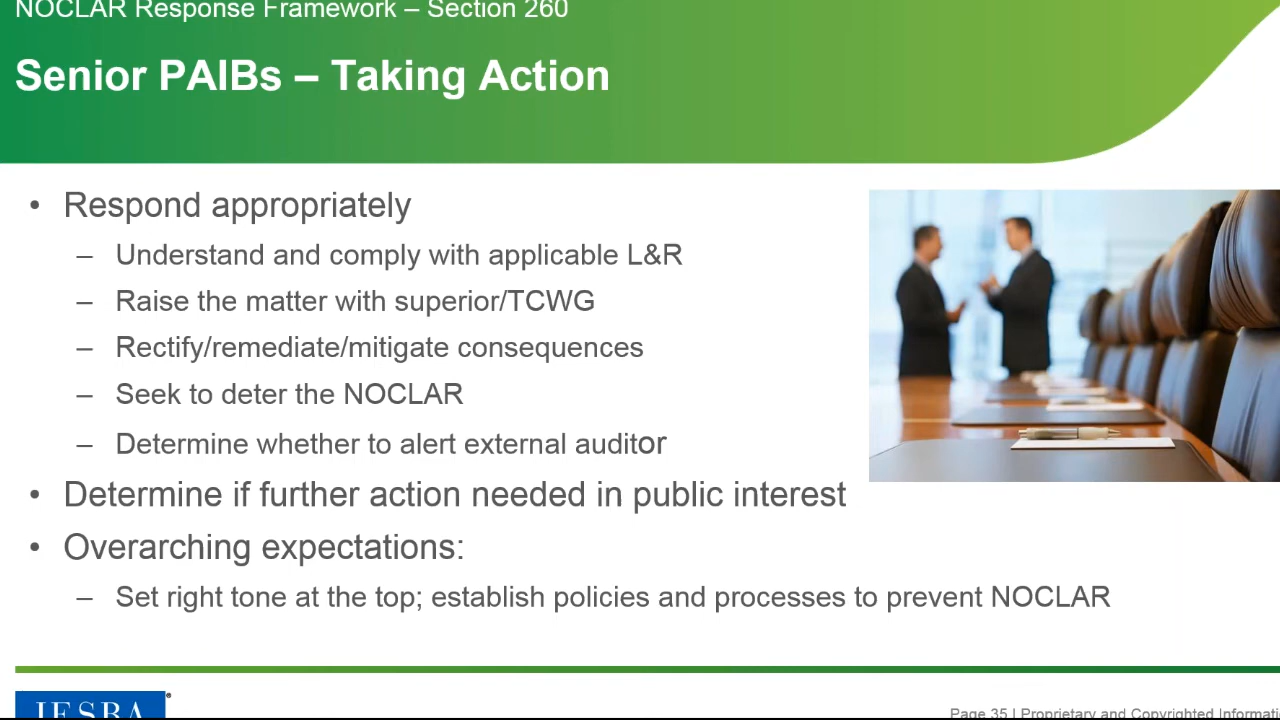 NOCLAR Response Framework – Section 260
Senior PAIBs – Taking Action
• Respond appropriately
– Understand and comply with applicable L&R
– Raise the matter with superior/TCWG
– Rectify/remediate/mitigate consequences
– Seek to deter the NOCLAR
– Determine whether to alert external auditor
• Determine if further action needed in public interest
• Overarching expectations:
– Set right tone at the top; establish policies and processes to prevent NOCLAR
IESBA®
Page 35 | Proprietary and Copyrighted Informati